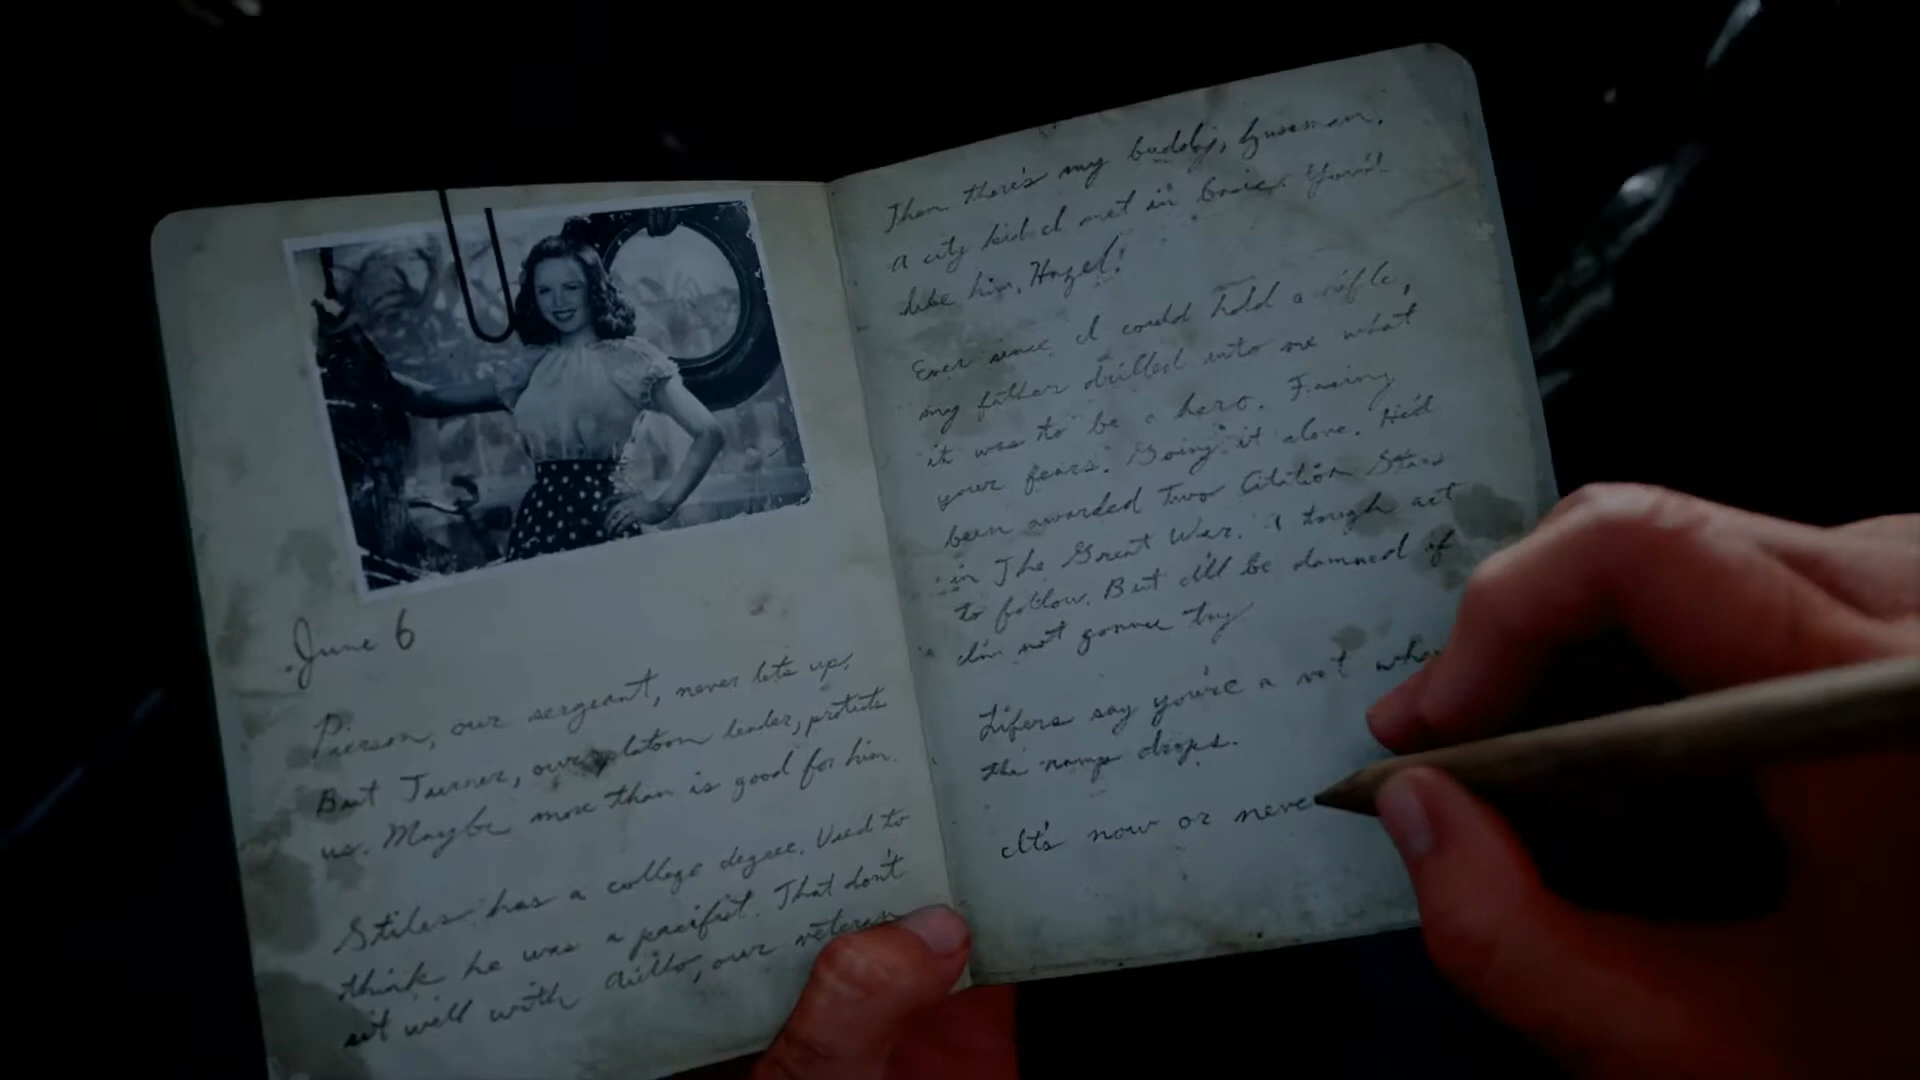 June 6
Pierson, our sergeant, never lets up.
But Turner, our platoon leader, protects
us. Maybe more than is good for him.
Stiles has a college degree. Used to
think he was a pacifist. That don't
sit well with Aiello, our veteran
Then there's my buddy, Zussman.
A city kid I met in basic. You'd
like him, Hazel!
Ever since I could hold a rifle,
my father drilled into me what
it was to be a hero. Facing
your fears. Going it alone. He'd
been awarded two Citation Stars
in The Great War. A tough act
to follow. But I'll be damned if
I'm not gonna try
Lifers say you're a vet when
the ramp drops.
It's now or neve